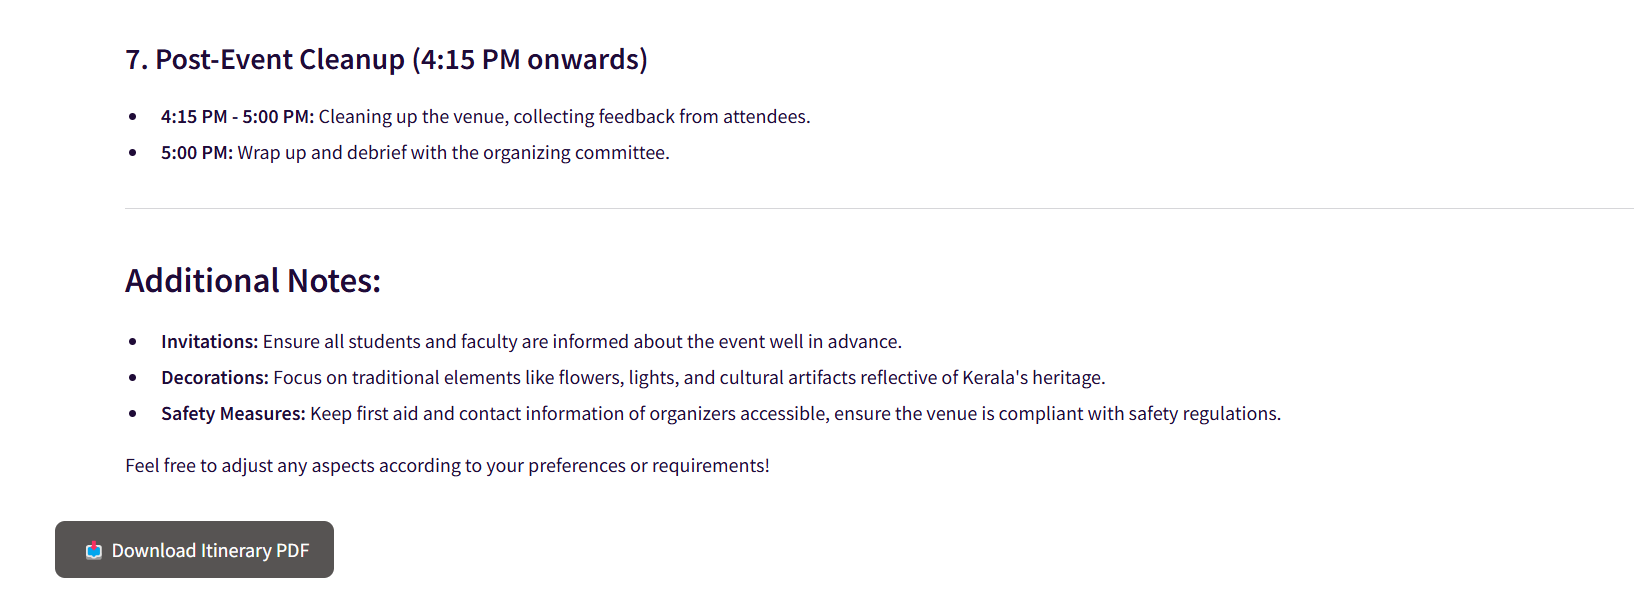 7. Post-Event Cleanup (4:15 PM onwards)
4:15 PM - 5:00 PM: Cleaning up the venue, collecting feedback from attendees.
5:00 PM: Wrap up and debrief with the organizing committee.
Additional Notes:
Invitations: Ensure all students and faculty are informed about the event well in advance.
Decorations: Focus on traditional elements like flowers, lights, and cultural artifacts reflective of Kerala's heritage.
Safety Measures: Keep first aid and contact information of organizers accessible, ensure the venue is compliant with safety regulations.
Feel free to adjust any aspects according to your preferences or requirements!
Download Itinerary PDF